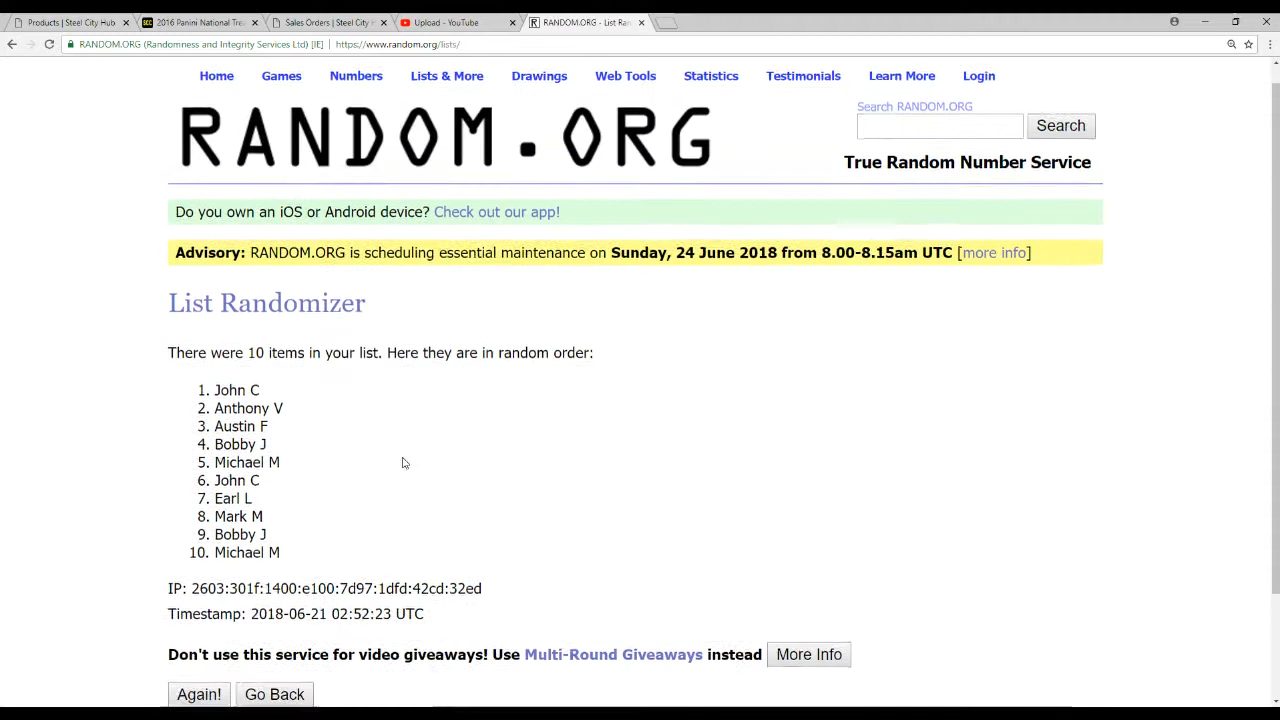 Products | Steel City Hub
2016 Panini National Trea
Sales Orders | Steel City H
Upload - YouTube
RANDOM.ORG - List Ran
RANDOM.ORG (Randomness and Integrity Services Ltd) [IE]
https://www.random.org/lists/
Home
Games
Numbers
Lists & More
Drawings
Web Tools
Statistics
Testimonials
Learn More
Login
RANDOM.ORG
Search RANDOM.ORG
Search
True Random Number Service
Do you own an iOS or Android device? Check out our app!
Advisory: RANDOM.ORG is scheduling essential maintenance on Sunday, 24 June 2018 from 8.00-8.15am UTC [more info]
List Randomizer
There were 10 items in your list. Here they are in random order:
1. John C
2. Anthony V
3. Austin F
4. Bobby J
5. Michael M
6. John C
7. Earl L
8. Mark M
9. Bobby J
10. Michael M
IP: 2603:301f:1400:e100:7d97:1dfd:42cd:32ed
Timestamp: 2018-06-21 02:52:23 UTC
Don't use this service for video giveaways! Use Multi-Round Giveaways instead
More Info
Again!
Go Back